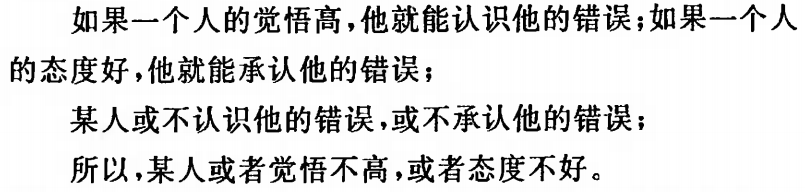 如果一个人的觉悟高,他就能认识他的错误;如果一个人
的态度好,他就能承认他的错误;
某人或不认识他的错误,或不承认他的错误;
所以,某人或者觉悟不高,或者态度不好。